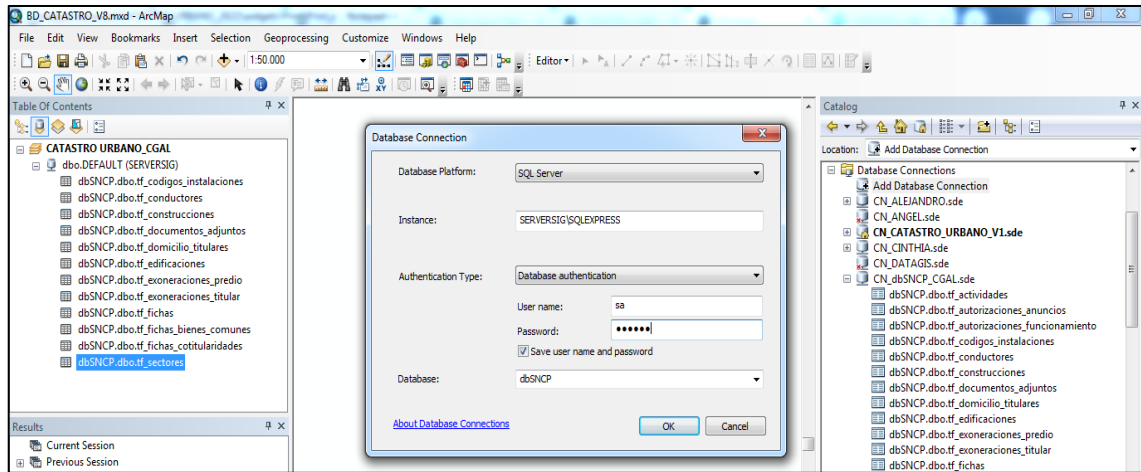 BD_CATASTRO_V8.mxd - ArcMap
File Edit View Bookmarks Insert Selection Geoprocessing Customize Windows Help
1:50.000
Editor
Table Of Contents
CATASTRO URBANO_CGAL
dbo.DEFAULT (SERVERSIG)
dbSNCP.dbo.tf_codigos_instalaciones
dbSNCP.dbo.tf_conductores
dbSNCP.dbo.tf_construcciones
dbSNCP.dbo.tf_documentos_adjuntos
dbSNCP.dbo.tf_domicilio_titulares
dbSNCP.dbo.tf_edificaciones
dbSNCP.dbo.tf_exoneraciones_predio
dbSNCP.dbo.tf_exoneraciones_titular
dbSNCP.dbo.tf_fichas
dbSNCP.dbo.tf_fichas_bienes_comunes
dbSNCP.dbo.tf_fichas_cotitularidades
dbSNCP.dbo.tf_sectores
Results
Current Session
Previous Session
Database Connection
Database Platform: SQL Server
Instance: SERVERSIG\SQLEXPRESS
Authentication Type: Database authentication
User name: sa
Password: ••••••
Save user name and password
Database: dbSNCP
About Database Connections
OK Cancel
Catalog
Location: Add Database Connection
Database Connections
Add Database Connection
CN_ALEJANDRO.sde
CN_ANGEL.sde
CN_CATASTRO_URBANO_V1.sde
CN_CINTHIA.sde
CN_DATAGIS.sde
CN_dbSNCP_CGAL.sde
dbSNCP.dbo.tf_actividades
dbSNCP.dbo.tf_autorizaciones_anuncios
dbSNCP.dbo.tf_autorizaciones_funcionamiento
dbSNCP.dbo.tf_codigos_instalaciones
dbSNCP.dbo.tf_conductores
dbSNCP.dbo.tf_construcciones
dbSNCP.dbo.tf_documentos_adjuntos
dbSNCP.dbo.tf_domicilio_titulares
dbSNCP.dbo.tf_edificaciones
dbSNCP.dbo.tf_exoneraciones_predio
dbSNCP.dbo.tf_exoneraciones_titular
dbSNCP.dbo.tf_fichas